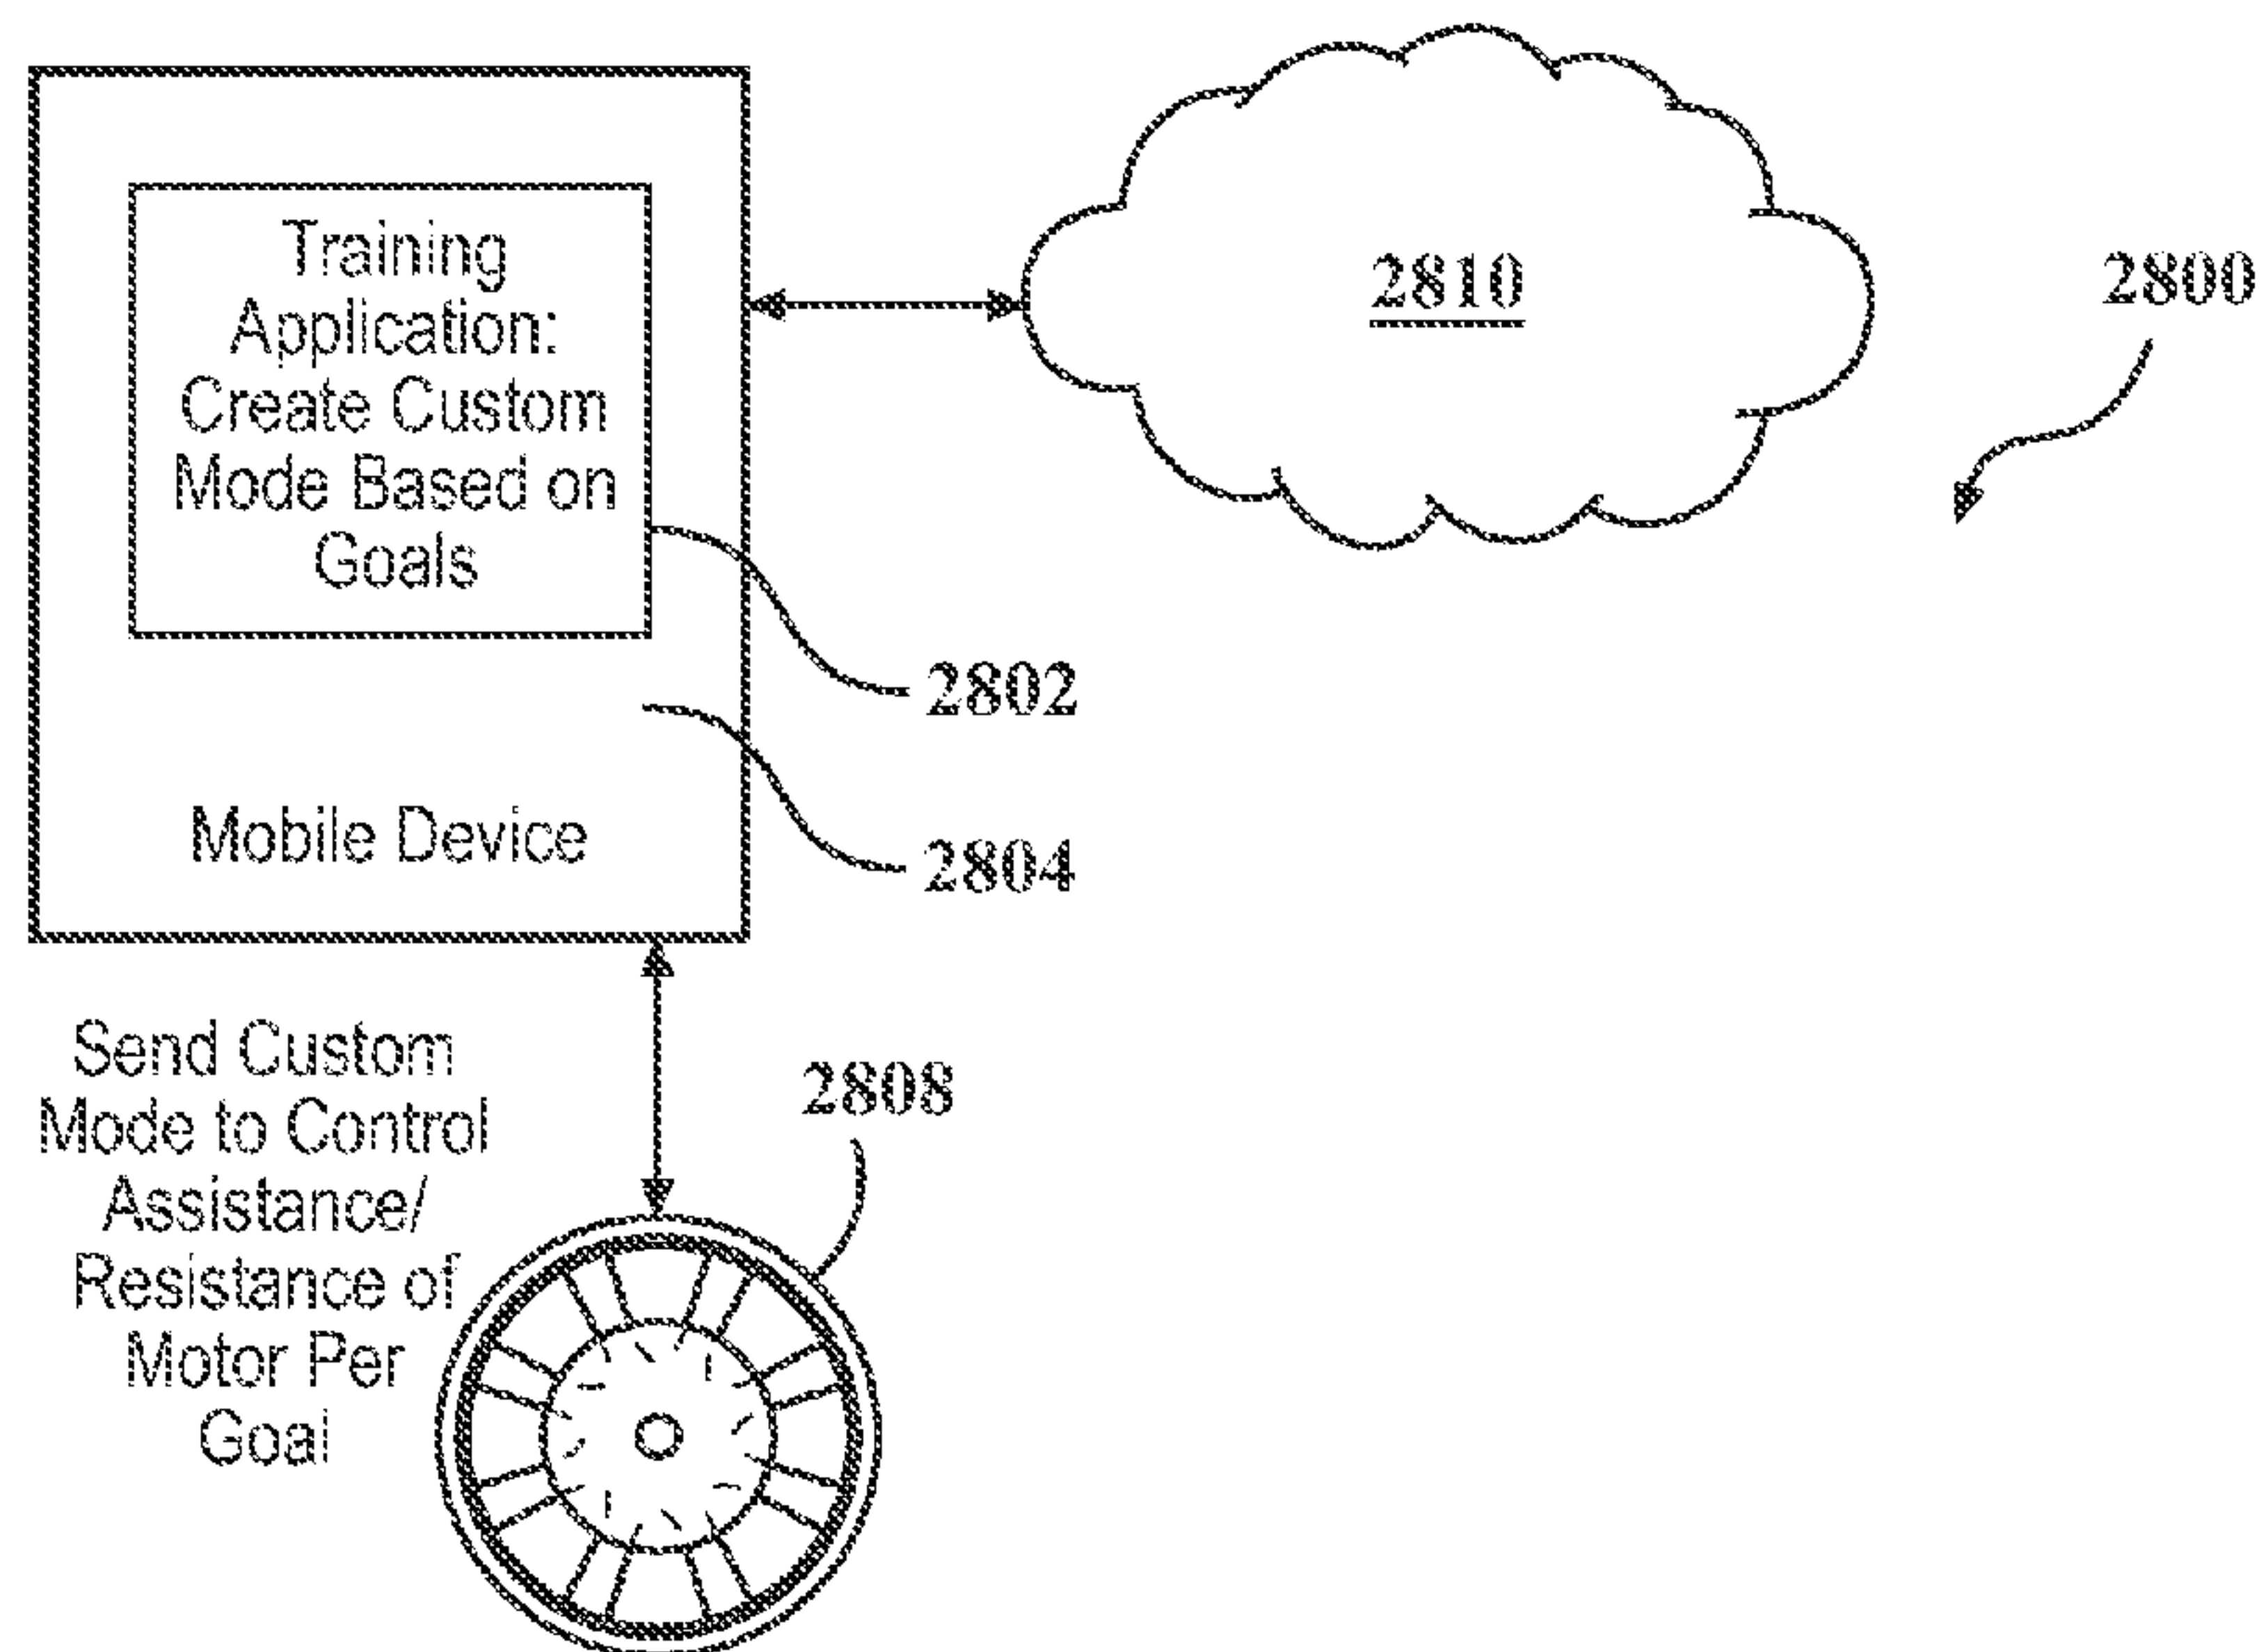 Training
Application:
Create Custom
Mode Based on
Goals
2810
2800
2802
Mobile Device
2804
Send Custom
Mode to Control
Assistance/
Resistance of
Motor Per
Goal
2808